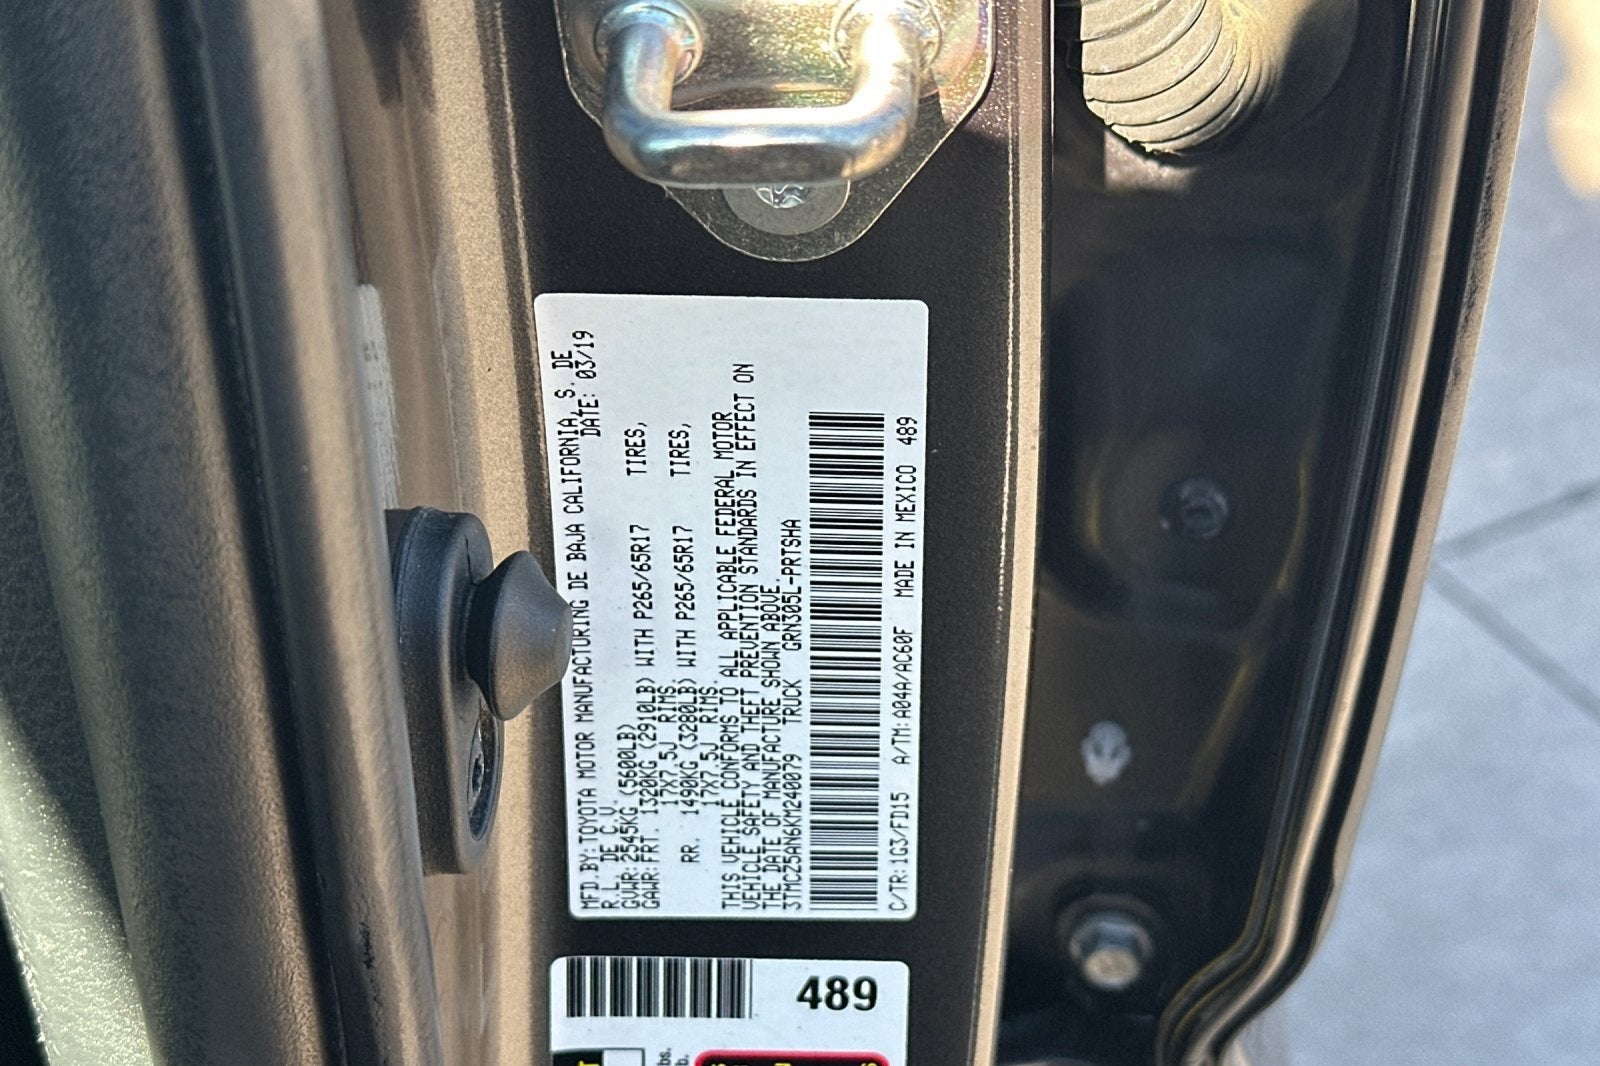 MFD.BY:TOYOTA MOTOR MANUFACTURING DE BAJA CALIFORNIA, S. DE
R.L. DE C.V. DATE: 03/19
GVWR:2545KG (5600LB)
GAWR:FRT. 1320KG (2910LB) WITH P265/65R17 TIRES,
17X7.5J RIMS
RR. 1490KG (3280LB) WITH P265/65R17 TIRES,
17X7.5J RIMS.
THIS VEHICLE CONFORMS TO ALL APPLICABLE FEDERAL MOTOR
VEHICLE SAFETY AND THEFT PREVENTION STANDARDS IN EFFECT ON
THE DATE OF MANUFACTURE SHOWN ABOVE.
3TMCZ5AN6KM240079 TRUCK GRN305L-PRTSHA
C/TR:1G3/FD15 A/TM:A04A/AC60F MADE IN MEXICO 489
489